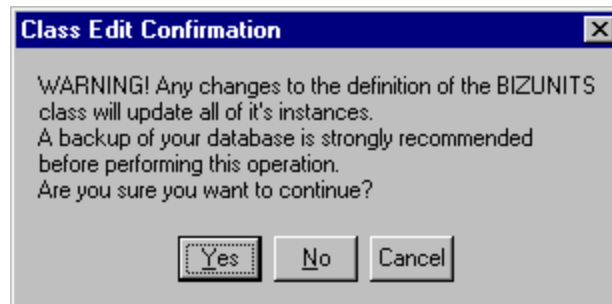 Class Edit Confirmation
WARNING! Any changes to the definition of the BIZUNITS
class will update all of it's instances.
A backup of your database is strongly recommended
before performing this operation.
Are you sure you want to continue?
Yes No Cancel